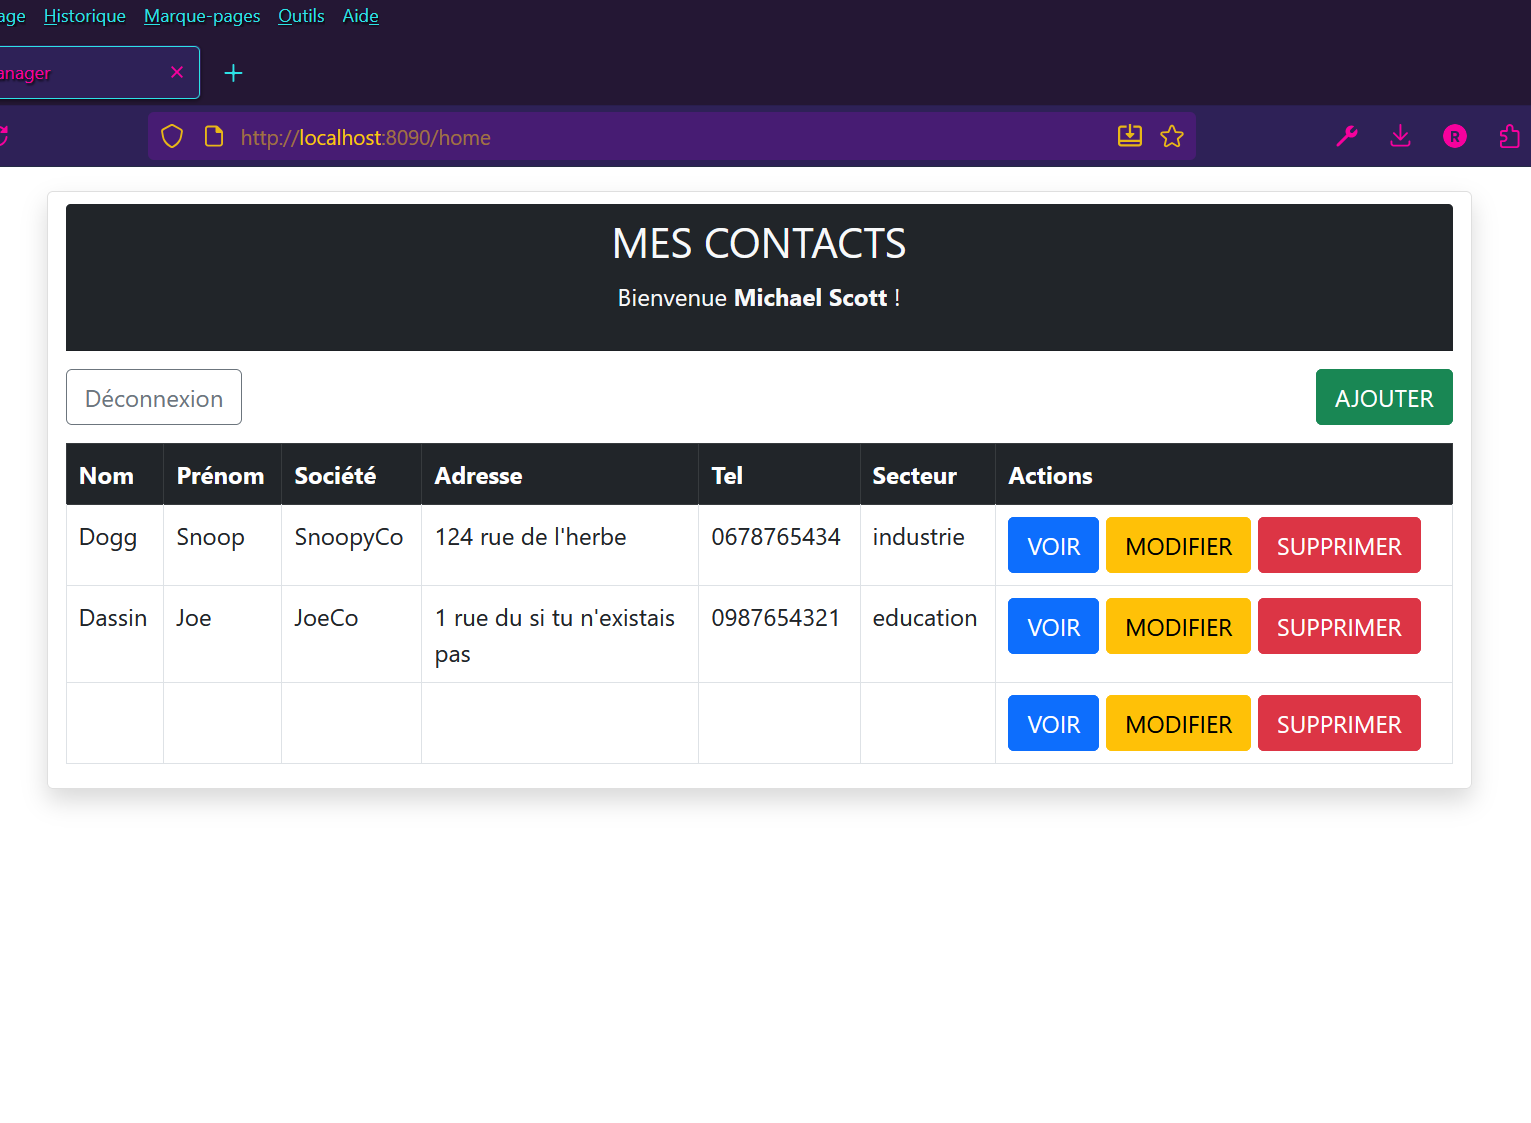 age Historique Marque-pages Outils Aide
anager
http://localhost:8090/home
R
MES CONTACTS
Bienvenue Michael Scott !
Déconnexion
AJOUTER
Nom Prénom Société Adresse Tel Secteur Actions
Dogg Snoop SnoopyCo 124 rue de l'herbe 0678765434 industrie VOIR MODIFIER SUPPRIMER
Dassin Joe JoeCo 1 rue du si tu n'existais 0987654321 education VOIR MODIFIER SUPPRIMER
pas
VOIR MODIFIER SUPPRIMER